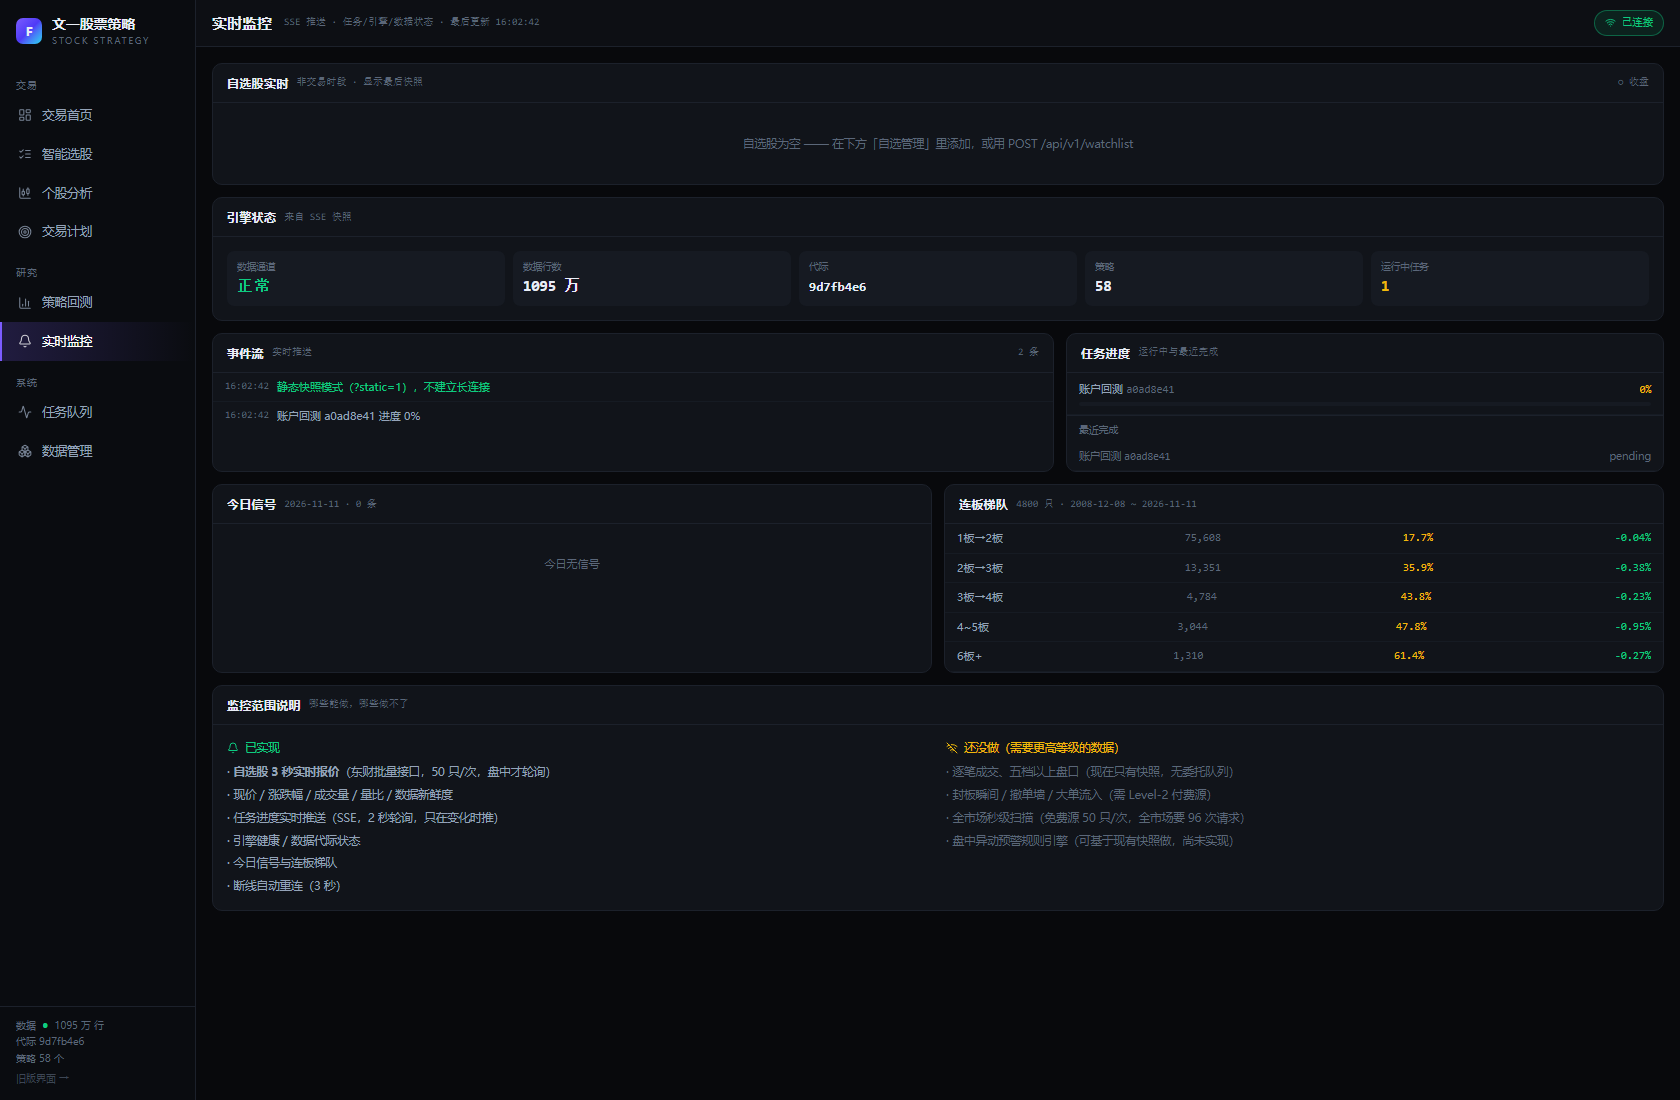 F
文一股票策略
STOCK STRATEGY
交易
交易首页
智能选股
个股分析
交易计划
研究
策略回测
实时监控
系统
任务队列
数据管理
数据 1095 万 行
代际 9d7fb4e6
策略 58 个
旧版界面 →
实时监控 SSE 推送 · 任务/引擎/数据状态 · 最后更新 16:02:42
已连接
自选股实时 非交易时段 · 显示最后快照
收盘
自选股为空 —— 在下方「自选管理」里添加，或用 POST /api/v1/watchlist
引擎状态 来自 SSE 快照
数据通道
正常
数据行数
1095 万
代际
9d7fb4e6
策略
58
运行中任务
1
事件流 实时推送
2 条
16:02:42 静态快照模式（?static=1），不建立长连接
16:02:42 账户回测 a0ad8e41 进度 0%
任务进度 运行中与最近完成
账户回测 a0ad8e41 0%
最近完成
账户回测 a0ad8e41 pending
今日信号 2026-11-11 · 0 条
今日无信号
连板梯队 4800 只 · 2008-12-08 ~ 2026-11-11
1板→2板 75,608 17.7% -0.04%
2板→3板 13,351 35.9% -0.38%
3板→4板 4,784 43.8% -0.23%
4~5板 3,044 47.8% -0.95%
6板+ 1,310 61.4% -0.27%
监控范围说明 哪些能做，哪些做不了
已实现
· 自选股 3 秒实时报价（东财批量接口，50 只/次，盘中才轮询）
· 现价 / 涨跌幅 / 成交量 / 量比 / 数据新鲜度
· 任务进度实时推送（SSE，2 秒轮询，只在变化时推）
· 引擎健康 / 数据代际状态
· 今日信号与连板梯队
· 断线自动重连（3 秒）
还没做（需要更高等级的数据）
· 逐笔成交、五档以上盘口（现在只有快照，无委托队列）
· 封板瞬间 / 撤单墙 / 大单流入（需 Level-2 付费源）
· 全市场秒级扫描（免费源 50 只/次，全市场要 96 次请求）
· 盘中异动预警规则引擎（可基于现有快照做，尚未实现）